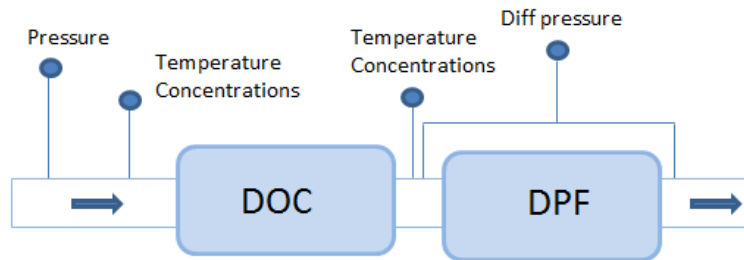 Diff pressure
Pressure
Temperature
Concentrations
Temperature
Concentrations
DOC
DPF